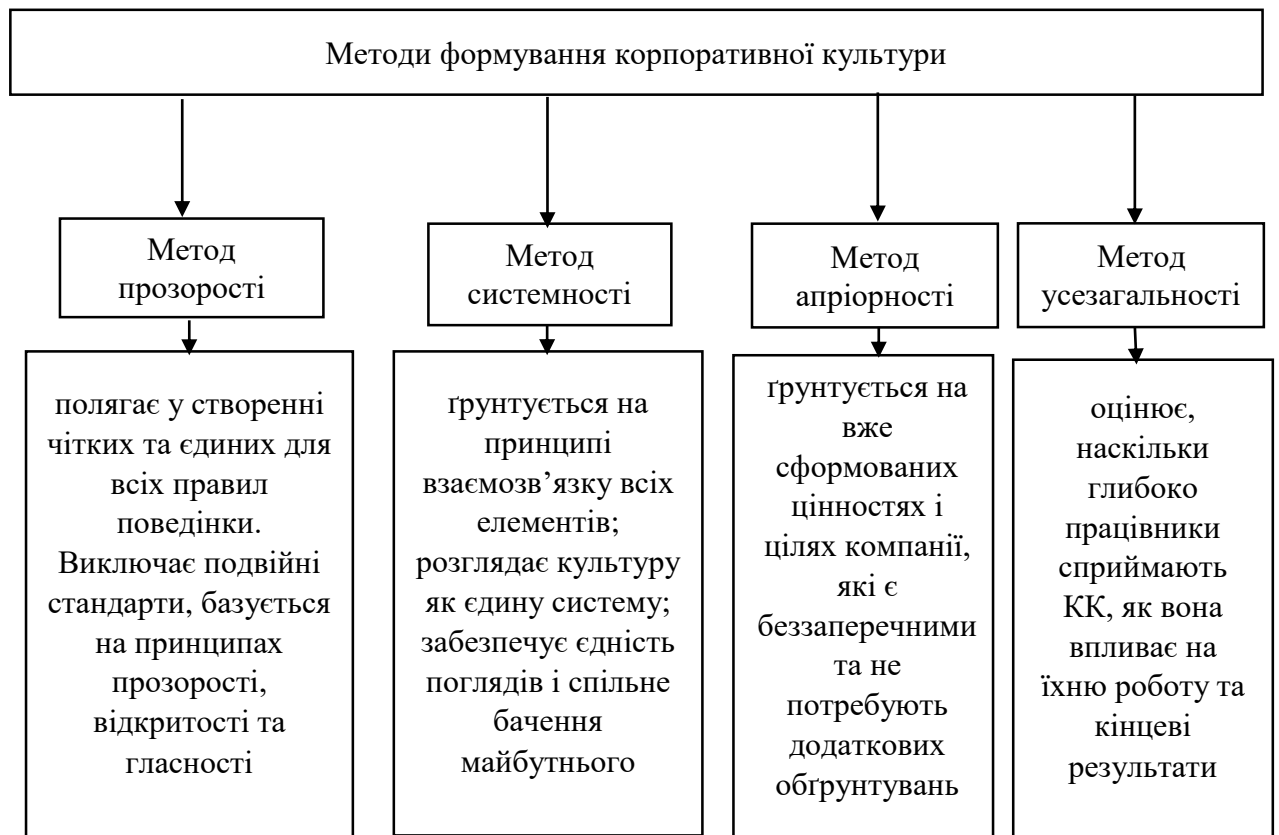 Методи формування корпоративної культури
Метод
прозорості
Метод
системності
Метод
апріорності
Метод
усезагальності
полягає у створенні
чітких та єдиних для
всіх правил
поведінки.
Виключає подвійні
стандарти, базується
на принципах
прозорості,
відкритості та
гласності
ґрунтується на
принципі
взаємозв’язку всіх
елементів;
розглядає культуру
як єдину систему;
забезпечує єдність
поглядів і спільне
бачення
майбутнього
ґрунтується на
вже
сформованих
цінностях і
цілях компанії,
які є
беззаперечними
та не
потребують
додаткових
обґрунтувань
оцінює,
наскільки
глибоко
працівники
сприймають
КК, як вона
впливає на
їхню роботу та
кінцеві
результати